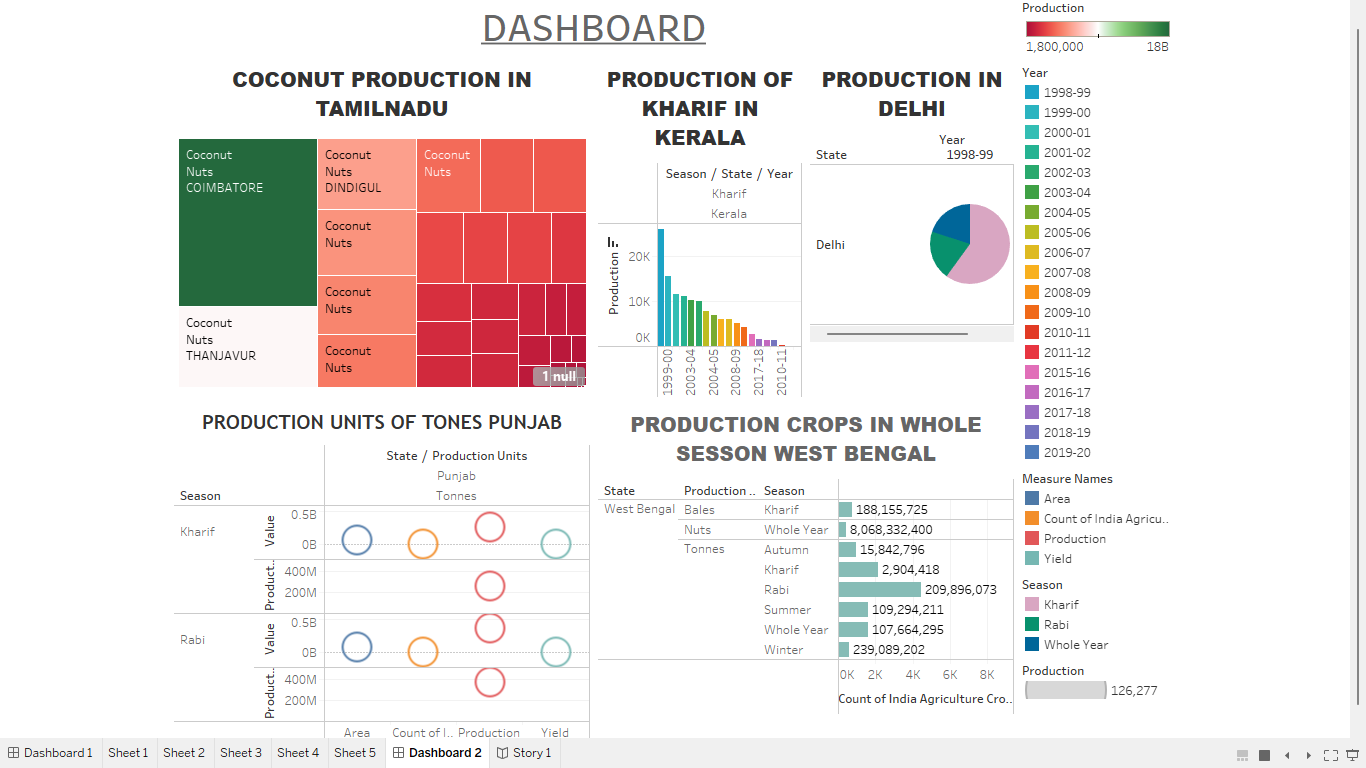 DASHBOARD
COCONUT PRODUCTION IN
TAMILNADU
Coconut
Nuts
COIMBATORE
Coconut
Nuts
THANJAVUR
Coconut
Nuts
DINDIGUL
Coconut
Nuts
Coconut
Nuts
Coconut
Nuts
Coconut
Nuts
1 null
PRODUCTION OF
KHARIF IN
KERALA
Season / State / Year
Kharif
Kerala
Production
20K
10K
0K
1999-00
2003-04
2004-05
2008-09
2017-18
2010-11
PRODUCTION IN
DELHI
Year
State
1998-99
Delhi
PRODUCTION UNITS OF TONES PUNJAB
State / Production Units
Punjab
Season
Tonnes
Kharif
Value
0.5B
0B
Product..
400M
200M
Rabi
Value
0.5B
0B
Product..
400M
200M
Area
Count of I..
Production
Yield
PRODUCTION CROPS IN WHOLE
SESSON WEST BENGAL
State
Production ..
Season
West Bengal
Bales
Kharif
188,155,725
Nuts
Whole Year
8,068,332,400
Tonnes
Autumn
15,842,796
Kharif
2,904,418
Rabi
209,896,073
Summer
109,294,211
Whole Year
107,664,295
Winter
239,089,202
0K
2K
4K
6K
8K
Count of India Agriculture Cro..
Production
1,800,000
18B
Year
1998-99
1999-00
2000-01
2001-02
2002-03
2003-04
2004-05
2005-06
2006-07
2007-08
2008-09
2009-10
2010-11
2011-12
2015-16
2016-17
2017-18
2018-19
2019-20
Measure Names
Area
Count of India Agricu..
Production
Yield
Season
Kharif
Rabi
Whole Year
Production
126,277
Dashboard 1
Sheet 1
Sheet 2
Sheet 3
Sheet 4
Sheet 5
Dashboard 2
Story 1